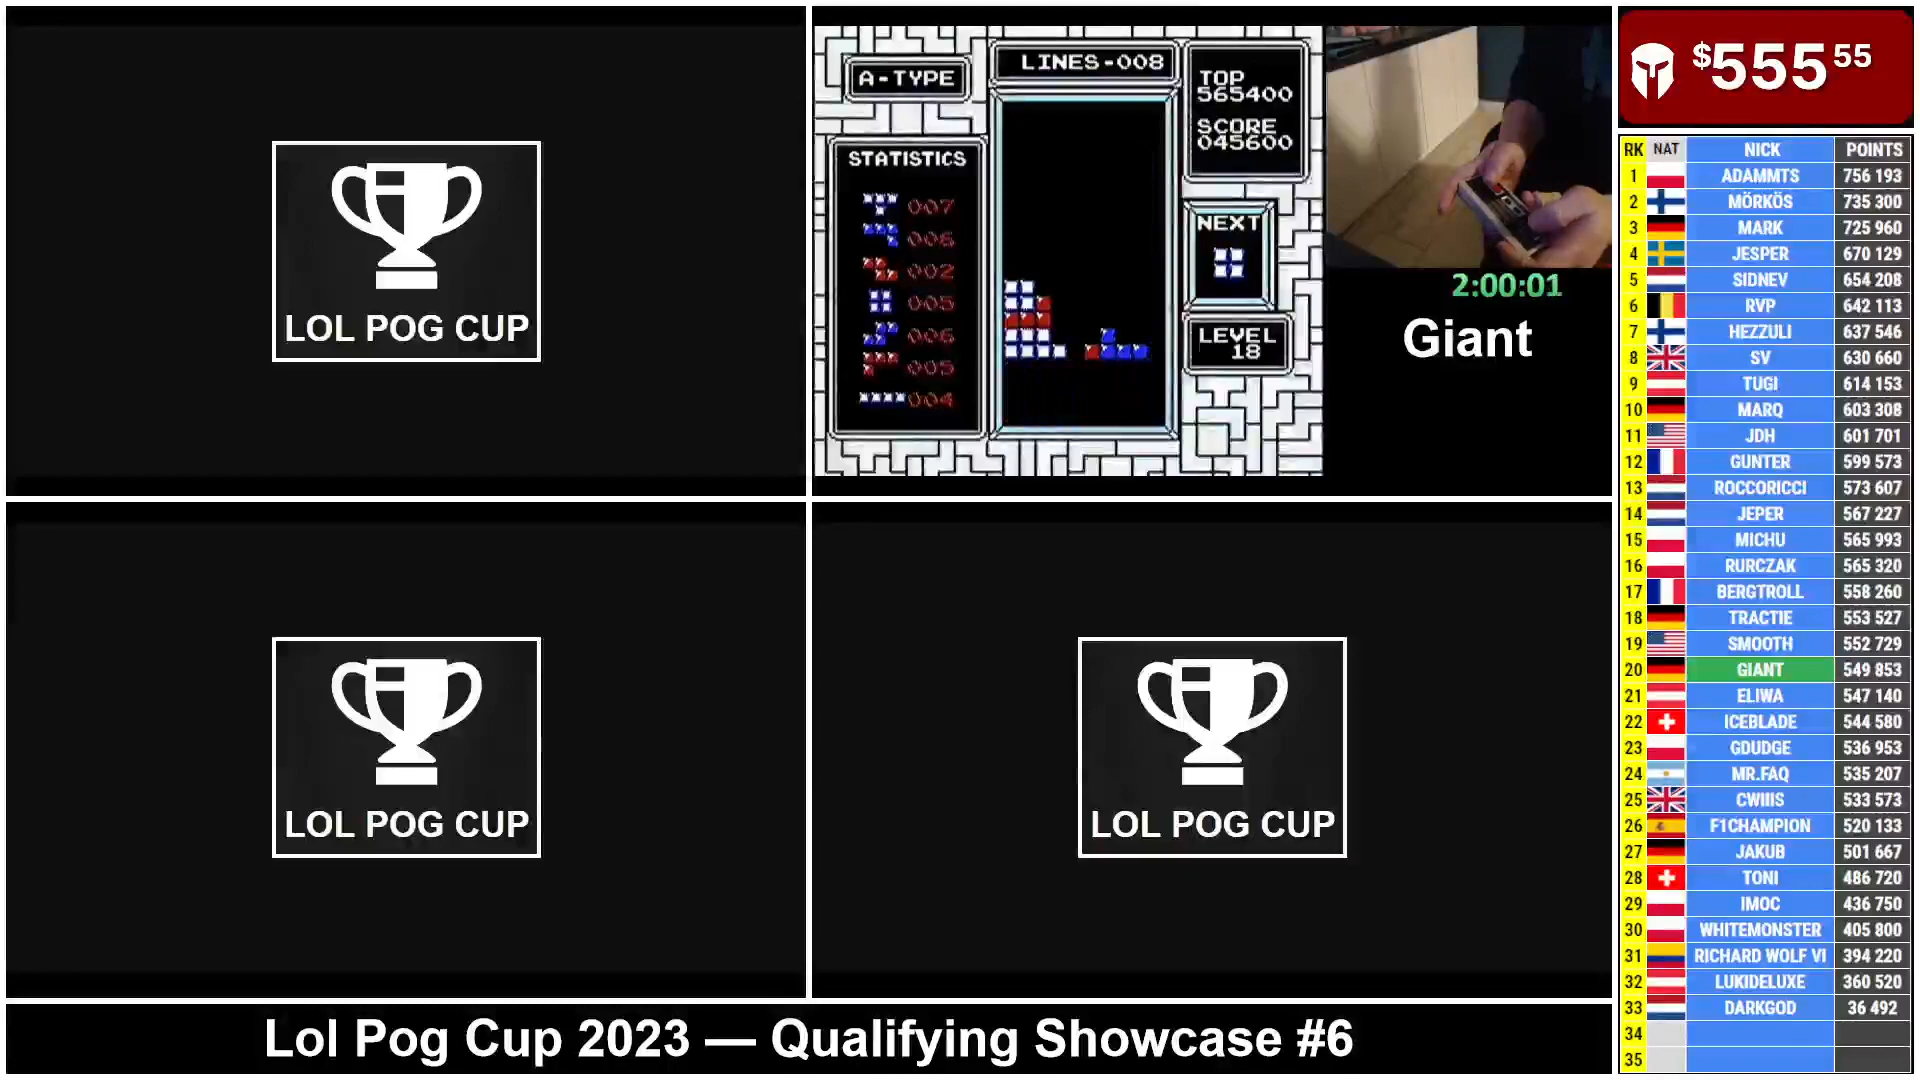 LOL POG CUP
A-TYPE
LINES-008
TOP
565400
SCORE
045600
STATISTICS
007
006
002
005
006
005
004
NEXT
LEVEL
18
2:00:01
Giant
LOL POG CUP
LOL POG CUP
Lol Pog Cup 2023 — Qualifying Showcase #6
$555 55
RK NAT NICK POINTS
1 ADAMMTS 756 193
2 MÖRKÖS 735 300
3 MARK 725 960
4 JESPER 670 129
5 SIDNEV 654 208
6 RVP 642 113
7 HEZZULI 637 546
8 SV 630 660
9 TUGI 614 153
10 MARQ 603 308
11 JDH 601 701
12 GUNTER 599 573
13 ROCCORICCI 573 607
14 JEPER 567 227
15 MICHU 565 993
16 RURCZAK 565 320
17 BERGTROLL 558 260
18 TRACTIE 553 527
19 SMOOTH 552 729
20 GIANT 549 853
21 ELIWA 547 140
22 ICEBLADE 544 580
23 GDUDGE 536 953
24 MR.FAQ 535 207
25 CWIIIS 533 573
26 F1CHAMPION 520 133
27 JAKUB 501 667
28 TONI 486 720
29 IMOC 436 750
30 WHITEMONSTER 405 800
31 RICHARD WOLF VI 394 220
32 LUKIDELUXE 360 520
33 DARKGOD 36 492
34
35